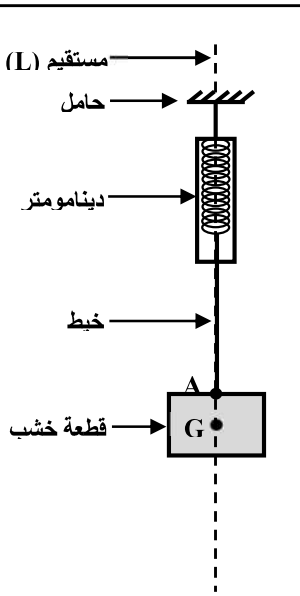 مستقيم (L)
حامل
دينامومتر
خيط
A
G
قطعة خشب